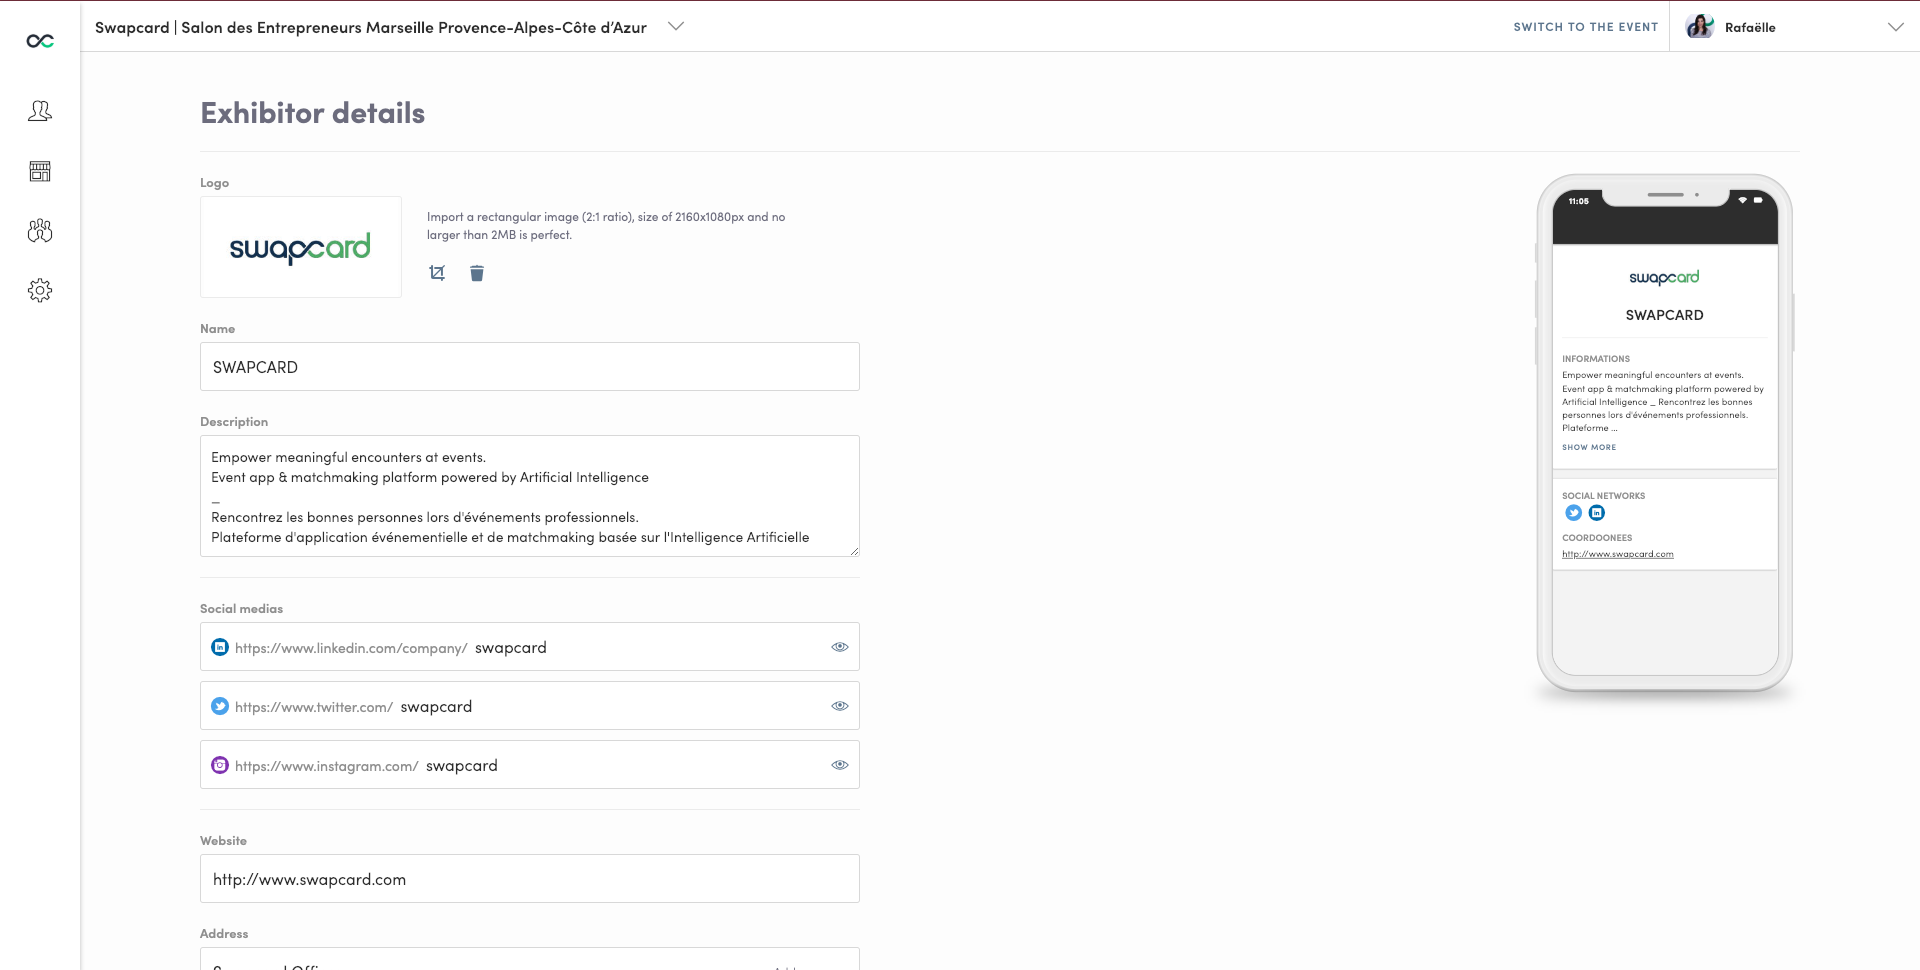 Swapcard | Salon des Entrepreneurs Marseille Provence-Alpes-Côte d’Azur
SWITCH TO THE EVENT
Rafaëlle
Exhibitor details
Logo
swapcard
Import a rectangular image (2:1 ratio), size of 2160x1080px and no
larger than 2MB is perfect.
Name
SWAPCARD
Description
Empower meaningful encounters at events.
Event app & matchmaking platform powered by Artificial Intelligence
_
Rencontrez les bonnes personnes lors d'événements professionnels.
Plateforme d'application événementielle et de matchmaking basée sur l'Intelligence Artificielle
Social medias
https://www.linkedin.com/company/ swapcard
https://www.twitter.com/ swapcard
https://www.instagram.com/ swapcard
Website
http://www.swapcard.com
Address
11:05
swapcard
SWAPCARD
INFORMATIONS
Empower meaningful encounters at events.
Event app & matchmaking platform powered by
Artificial Intelligence _ Rencontrez les bonnes
personnes lors d'événements professionnels.
Plateforme ...
SHOW MORE
SOCIAL NETWORKS
COORDOONEES
http://www.swapcard.com